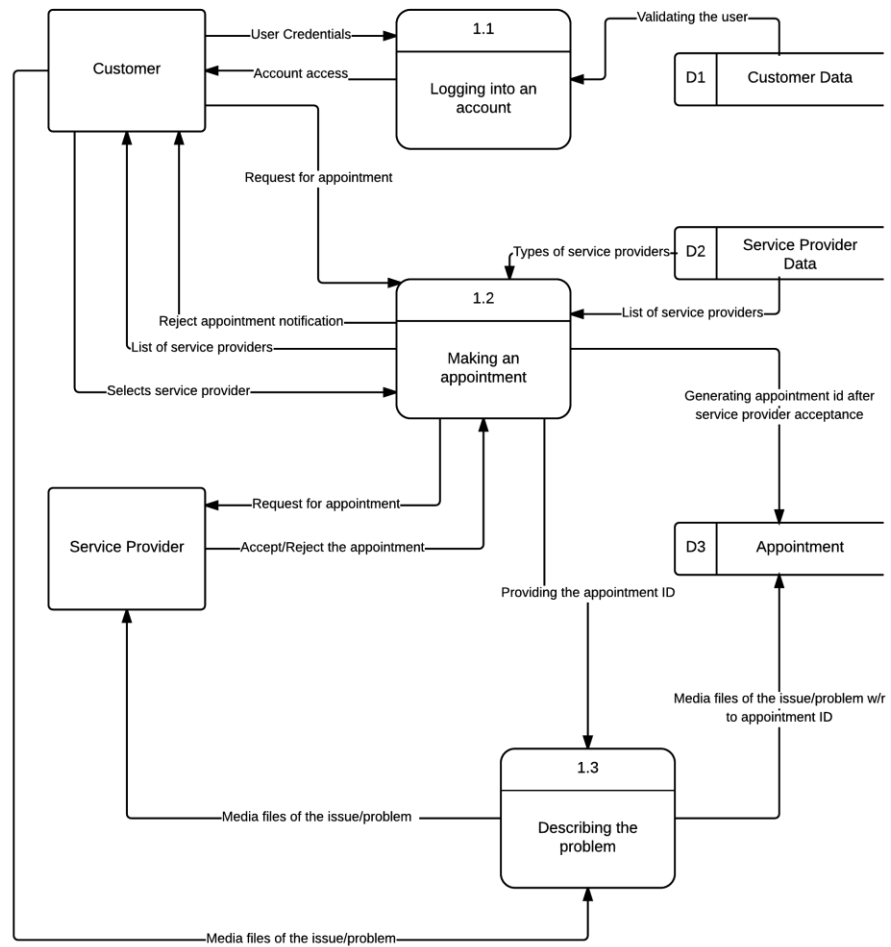 Validating the user
1.1
User Credentials
Customer
Account access
Logging into an
account
D1
Customer Data
Request for appointment
D2
Service Provider
Data
Types of service providers
1.2
List of service providers
Reject appointment notification
List of service providers
Making an
appointment
Selects service provider
Generating appointment id after
service provider acceptance
Request for appointment
Service Provider
Accept/Reject the appointment
D3
Appointment
Providing the appointment ID
Media files of the issue/problem w/r
to appointment ID
1.3
Media files of the issue/problem
Describing the
problem
Media files of the issue/problem